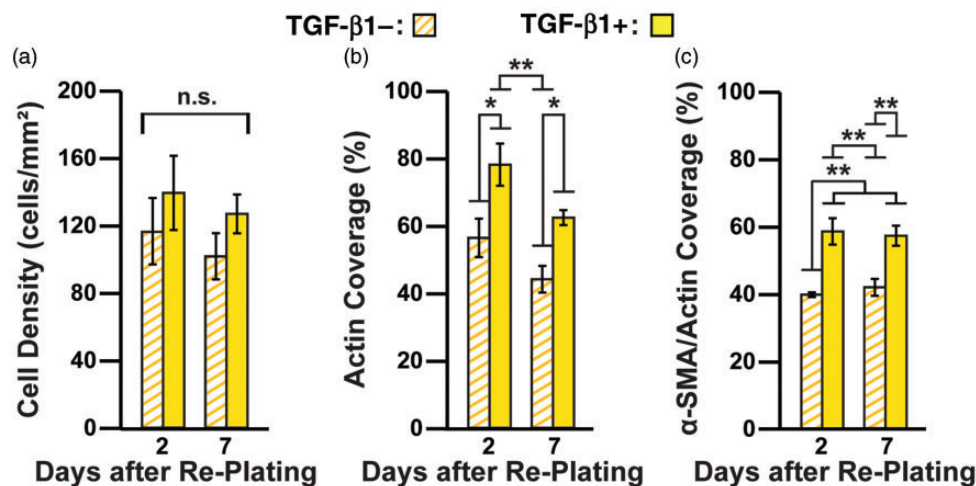 TGF-β1−: TGF-β1+:
(a)
Cell Density (cells/mm²)
200
160
120
80
40
0
n.s.
2 7
Days after Re-Plating
(b)
Actin Coverage (%)
100
80
60
40
20
0
**
*
*
2 7
Days after Re-Plating
(c)
α-SMA/Actin Coverage (%)
100
80
60
40
20
0
**
**
**
2 7
Days after Re-Plating